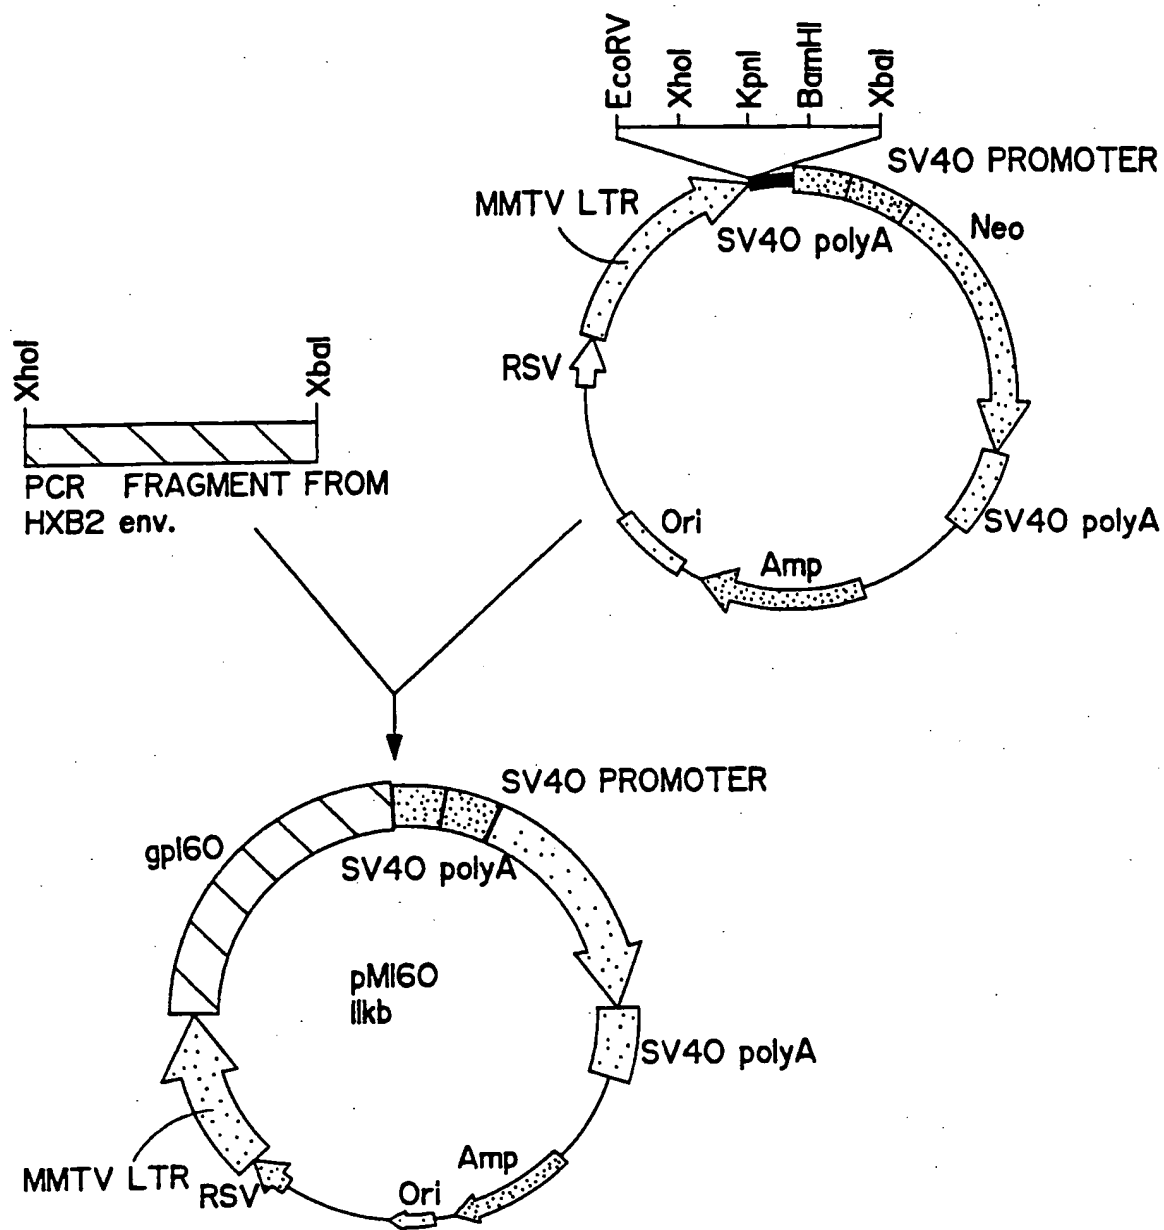 EcoRV
XhoI
KpnI
BamHI
XbaI
SV40 PROMOTER
MMTV LTR
SV40 polyA
Neo
RSV
XhoI
XbaI
PCR FRAGMENT FROM
HXB2 env.
Ori
SV40 polyA
Amp
SV40 PROMOTER
gp160
SV40 polyA
pM160
11kb
SV40 polyA
MMTV LTR
RSV
Ori
Amp